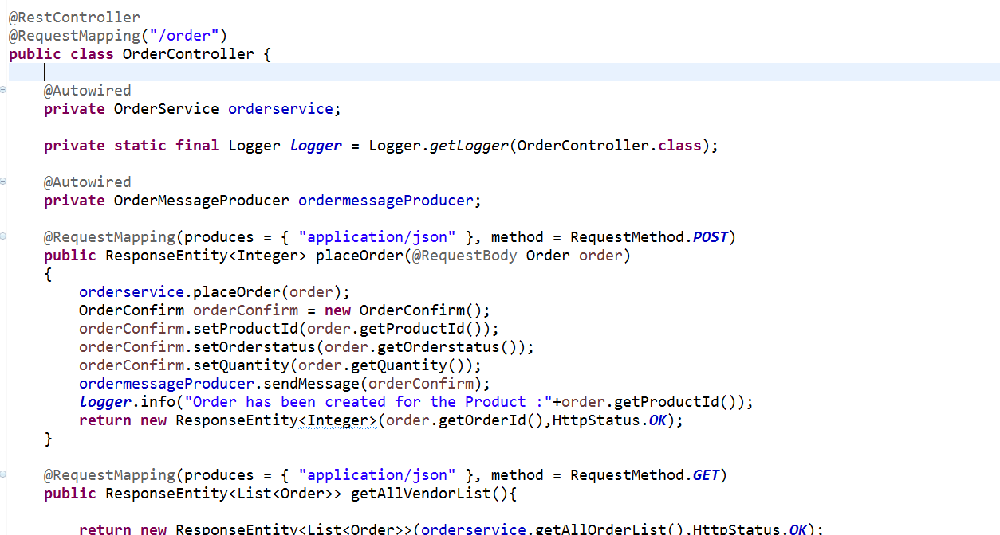 @RestController
@RequestMapping("/order")
public class OrderController {
@Autowired
private OrderService orderservice;
private static final Logger logger = Logger.getLogger(OrderController.class);
@Autowired
private OrderMessageProducer ordermessageProducer;
@RequestMapping(produces = { "application/json" }, method = RequestMethod.POST)
public ResponseEntity<Integer> placeOrder(@RequestBody Order order)
{
orderservice.placeOrder(order);
OrderConfirm orderConfirm = new OrderConfirm();
orderConfirm.setProductId(order.getProductId());
orderConfirm.setOrderstatus(order.getOrderstatus());
orderConfirm.setQuantity(order.getQuantity());
ordermessageProducer.sendMessage(orderConfirm);
logger.info("Order has been created for the Product :"+order.getProductId());
return new ResponseEntity<Integer>(order.getOrderId(),HttpStatus.OK);
}
@RequestMapping(produces = { "application/json" }, method = RequestMethod.GET)
public ResponseEntity<List<Order>> getAllVendorList(){
return new ResponseEntity<List<Order>>(orderservice.getAllOrderList(),HttpStatus.OK);